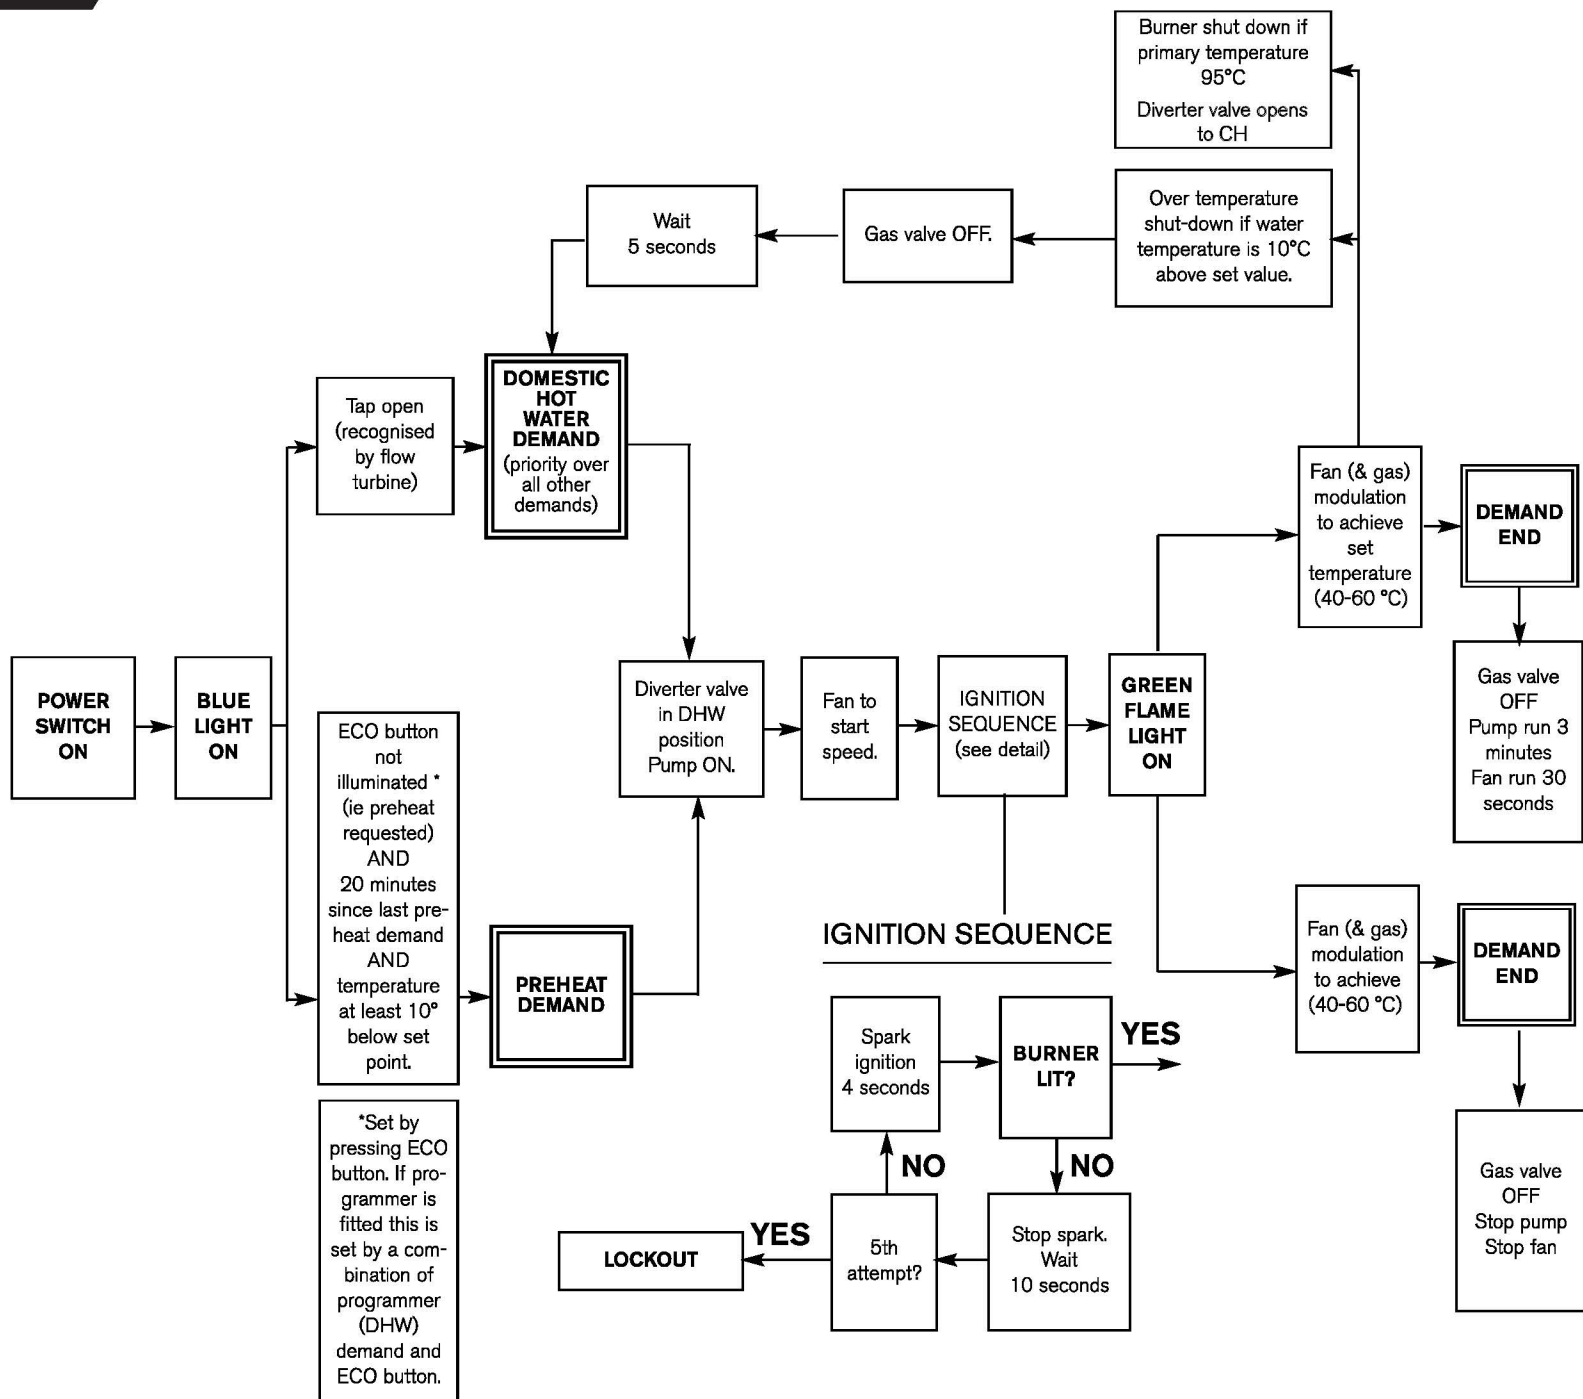 Burner shut down if
primary temperature
95°C
Diverter valve opens
to CH
Wait
5 seconds
Gas valve OFF.
Over temperature
shut-down if water
temperature is 10°C
above set value.
Tap open
(recognised
by flow
turbine)
DOMESTIC
HOT
WATER
DEMAND
(priority over
all other
demands)
Fan (& gas)
modulation
to achieve
set
temperature
(40-60 °C)
DEMAND
END
POWER
SWITCH
ON
BLUE
LIGHT
ON
ECO button
not
illuminated *
(ie preheat
requested)
AND
20 minutes
since last pre-
heat demand
AND
temperature
at least 10°
below set
point.
PREHEAT
DEMAND
Diverter valve
in DHW
position
Pump ON.
Fan to
start
speed.
IGNITION
SEQUENCE
(see detail)
GREEN
FLAME
LIGHT
ON
Gas valve
OFF
Pump run 3
minutes
Fan run 30
seconds
Fan (& gas)
modulation
to achieve
(40-60 °C)
DEMAND
END
Gas valve
OFF
Stop pump
Stop fan
IGNITION SEQUENCE
Spark
ignition
4 seconds
BURNER
LIT?
YES
NO
NO
Stop spark.
Wait
10 seconds
5th
attempt?
YES
LOCKOUT
*Set by
pressing ECO
button. If pro-
grammer is
fitted this is
set by a com-
bination of
programmer
(DHW)
demand and
ECO button.